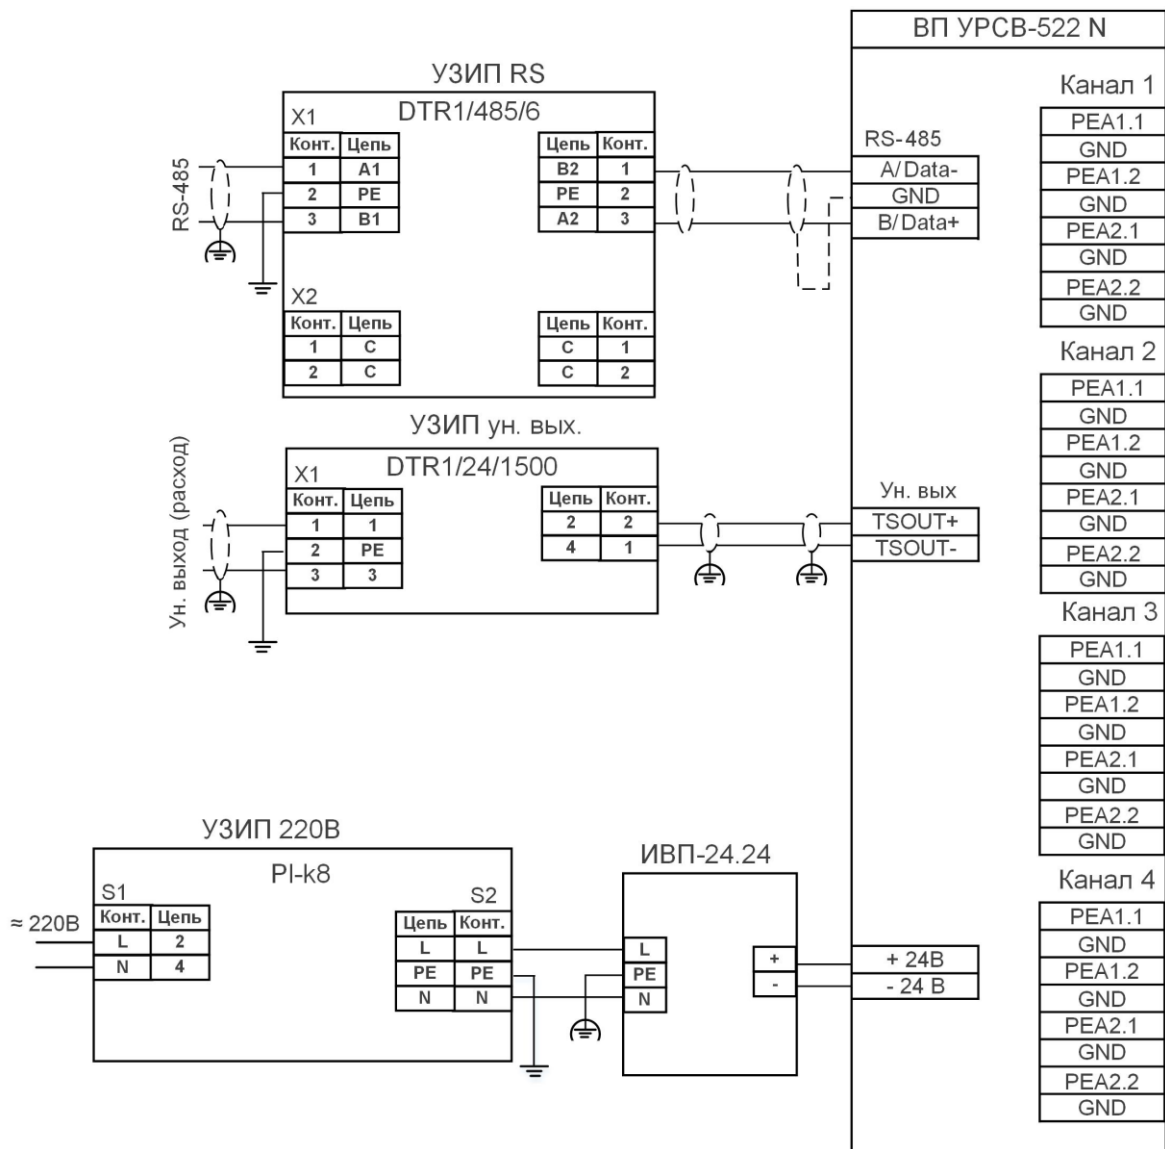 ВП УРСВ-522 N
УЗИП RS
DTR1/485/6
X1
Конт. Цепь
1 A1
2 PE
3 B1
Цепь Конт.
B2 1
PE 2
A2 3
RS-485
X2
Конт. Цепь
1 C
2 C
Цепь Конт.
C 1
C 2
RS-485
A/Data-
GND
B/Data+
УЗИП ун. вых.
DTR1/24/1500
X1
Конт. Цепь
1 1
2 PE
3 3
Цепь Конт.
2 2
4 1
Ун. выход (расход)
Ун. вых
TSOUT+
TSOUT-
УЗИП 220В
PI-k8
≈ 220В
S1
Конт. Цепь
L 2
N 4
S2
Цепь Конт.
L L
PE PE
N N
ИВП-24.24
L
PE
N
+
-
+ 24В
- 24 В
Канал 1
PEA1.1
GND
PEA1.2
GND
PEA2.1
GND
PEA2.2
GND
Канал 2
PEA1.1
GND
PEA1.2
GND
PEA2.1
GND
PEA2.2
GND
Канал 3
PEA1.1
GND
PEA1.2
GND
PEA2.1
GND
PEA2.2
GND
Канал 4
PEA1.1
GND
PEA1.2
GND
PEA2.1
GND
PEA2.2
GND